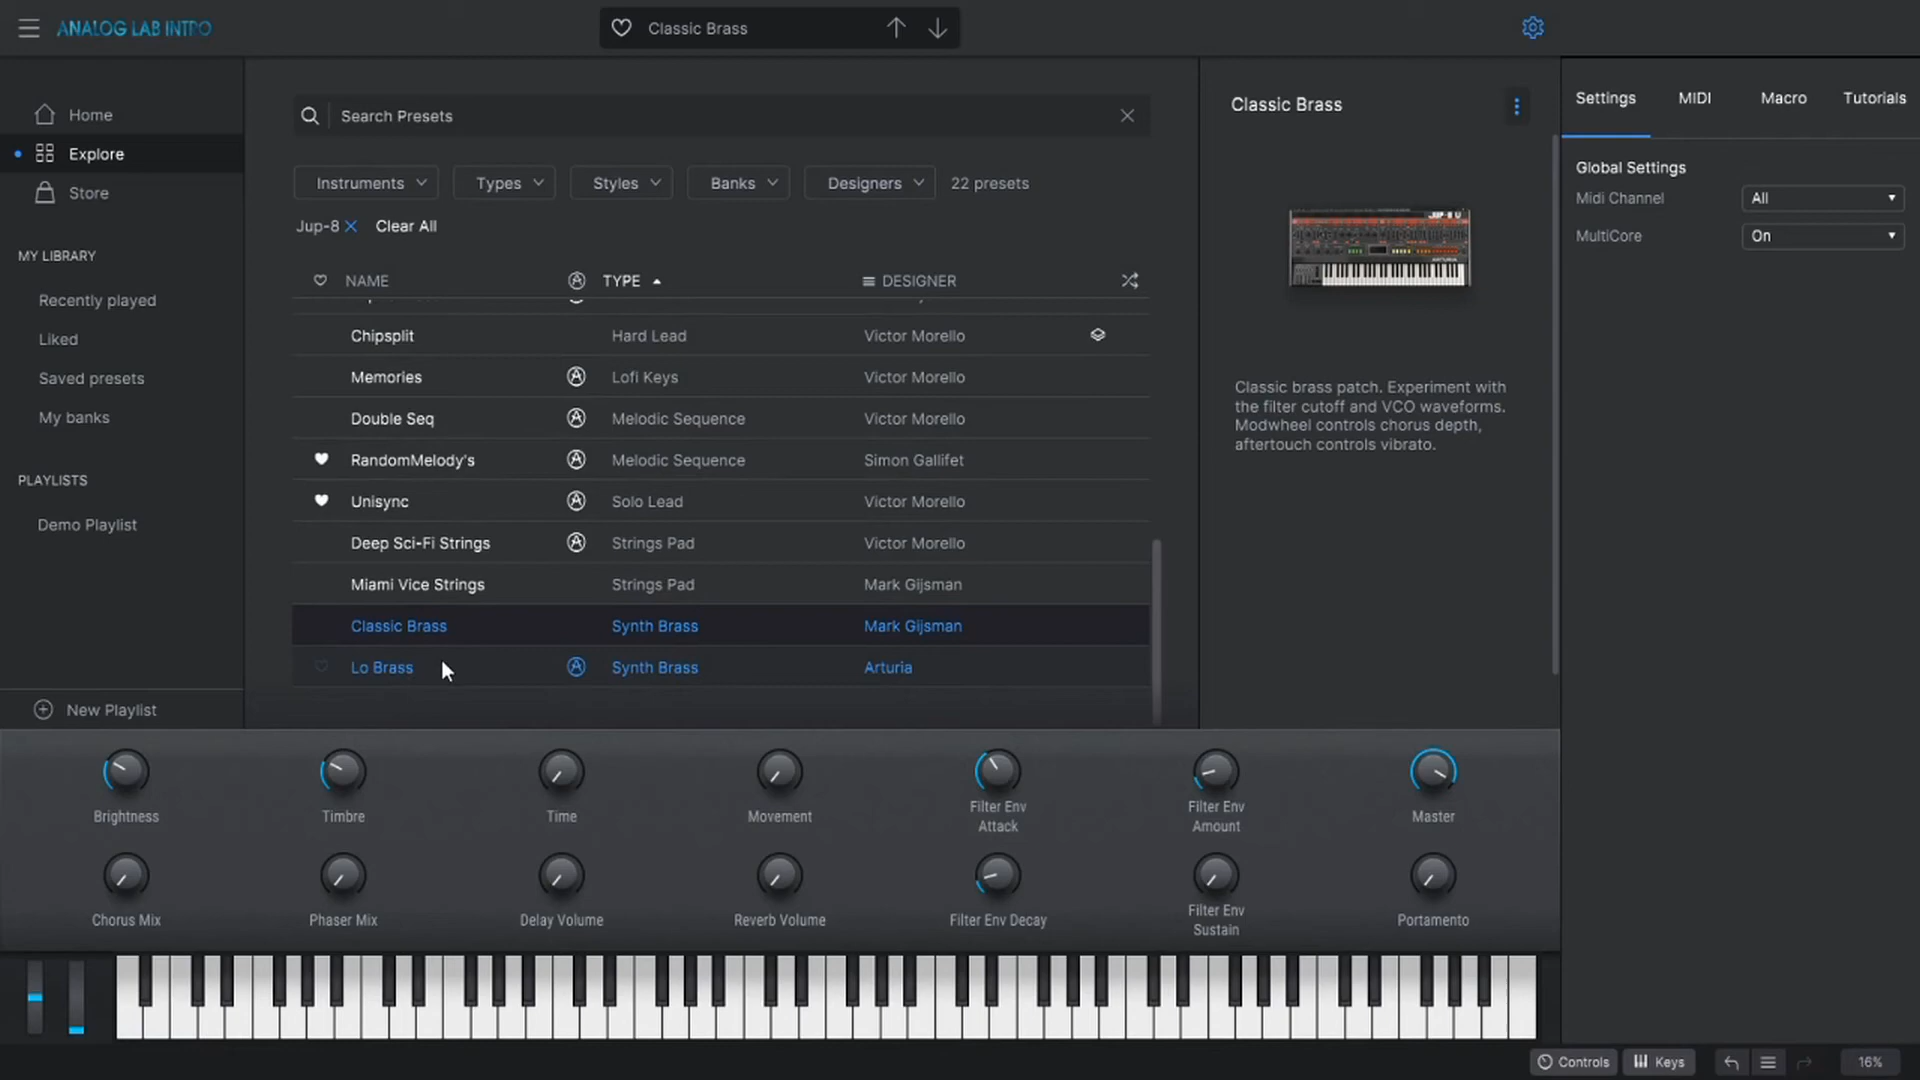 ANALOG LAB INTRO
Classic Brass
Home
Explore
Store
MY LIBRARY
Recently played
Liked
Saved presets
My banks
PLAYLISTS
Demo Playlist
New Playlist
Search Presets
Instruments Types Styles Banks Designers 22 presets
Jup-8 Clear All
NAME TYPE DESIGNER
Chipsplit Hard Lead Victor Morello
Memories Lofi Keys Victor Morello
Double Seq Melodic Sequence Victor Morello
RandomMelody's Melodic Sequence Simon Gallifet
Unisync Solo Lead Victor Morello
Deep Sci-Fi Strings Strings Pad Victor Morello
Miami Vice Strings Strings Pad Mark Gijsman
Classic Brass Synth Brass Mark Gijsman
Lo Brass Synth Brass Arturia
Classic Brass
JUP-8 V
ARTURIA
Classic brass patch. Experiment with
the filter cutoff and VCO waveforms.
Modwheel controls chorus depth,
aftertouch controls vibrato.
Settings MIDI Macro Tutorials
Global Settings
Midi Channel All
MultiCore On
Brightness Timbre Time Movement Filter Env Attack Filter Env Amount Master
Chorus Mix Phaser Mix Delay Volume Reverb Volume Filter Env Decay Filter Env Sustain Portamento
Controls Keys 16%